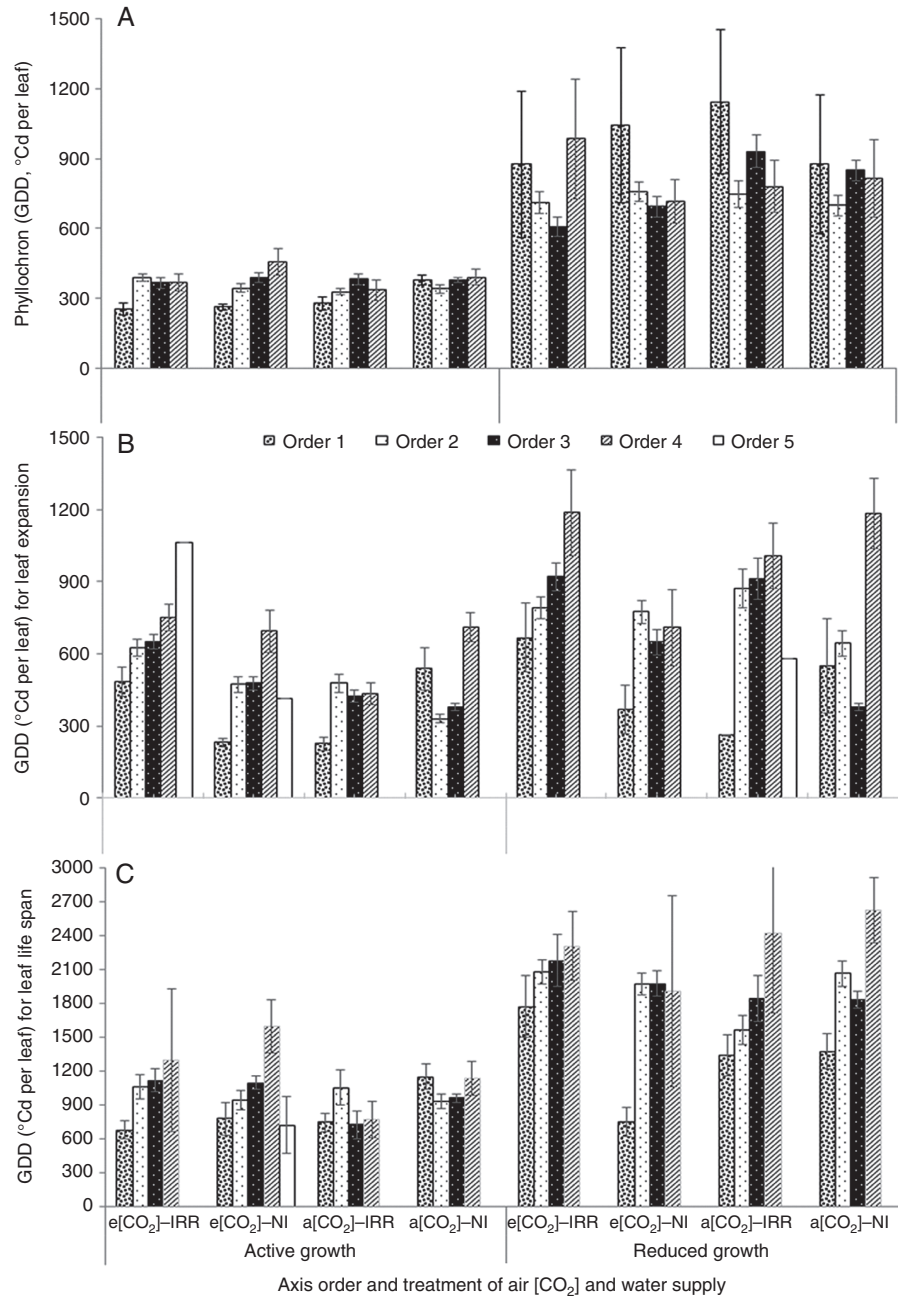 A
1500
1200
900
600
300
0
Phyllochron (GDD, °Cd per leaf)
B
Order 1 Order 2 Order 3 Order 4 Order 5
1500
1200
900
600
300
0
GDD (°Cd per leaf) for leaf expansion
C
3000
2700
2400
2100
1800
1500
1200
900
600
300
0
GDD (°Cd per leaf) for leaf life span
e[CO₂]–IRR e[CO₂]–NI a[CO₂]–IRR a[CO₂]–NI e[CO₂]–IRR e[CO₂]–NI a[CO₂]–IRR a[CO₂]–NI
Active growth Reduced growth
Axis order and treatment of air [CO₂] and water supply